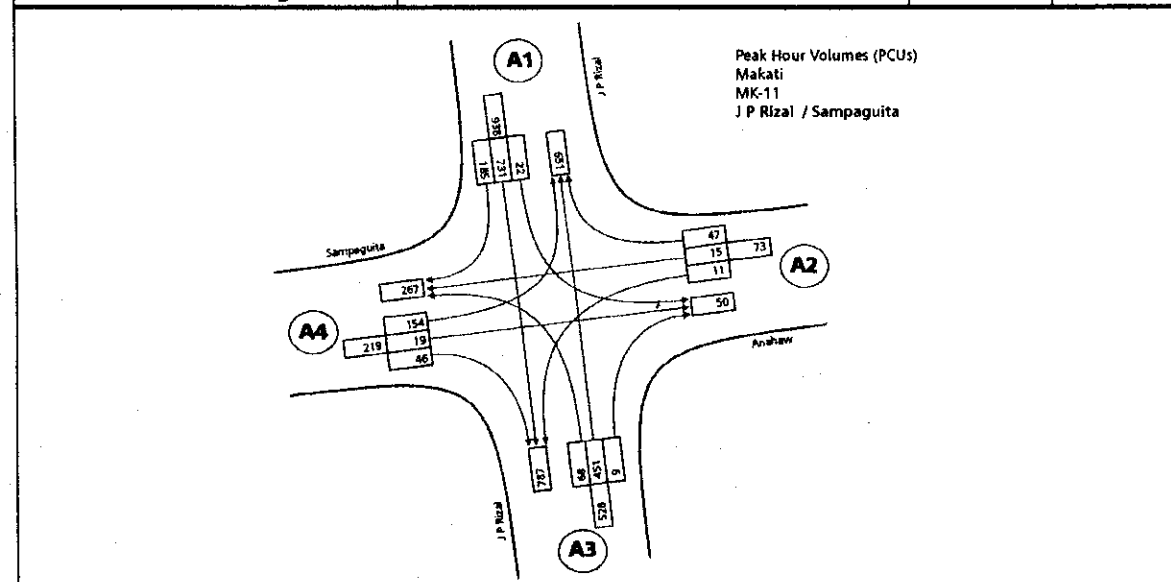 Peak Hour Volumes (PCUs)
Makati
MK-11
J P Rizal / Sampaguita
A1
J P Rizal
938
185
731
22
651
Sampaguita
47
15
11
73
A2
267
50
A4
154
19
46
219
Anahaw
787
68
451
9
528
J P Rizal
A3